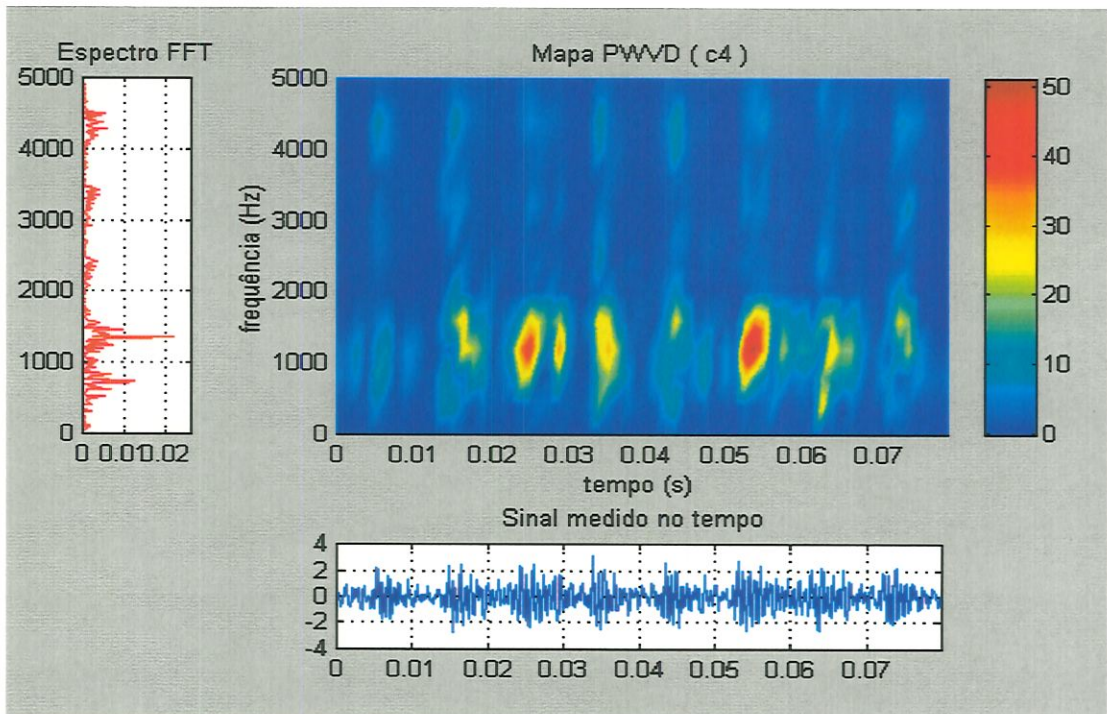 Espectro FFT
5000
4000
3000
2000
1000
0
0 0.01 0.02
Mapa PWVD ( c4 )
frequência (Hz)
5000
4000
3000
2000
1000
0
0 0.01 0.02 0.03 0.04 0.05 0.06 0.07
tempo (s)
50
40
30
20
10
0
Sinal medido no tempo
4
2
0
-2
-4
0 0.01 0.02 0.03 0.04 0.05 0.06 0.07